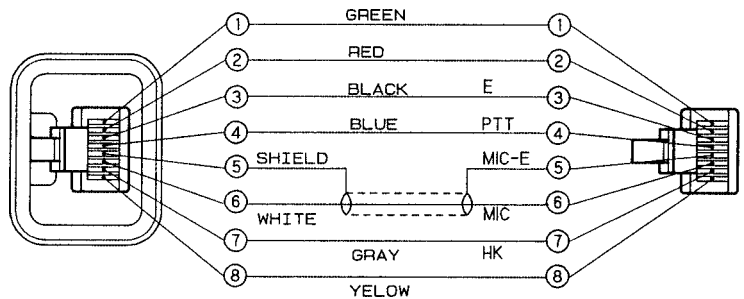 1 GREEN 1
2 RED 2
3 BLACK E 3
4 BLUE PTT 4
5 SHIELD MIC-E 5
6 WHITE MIC 6
7 GRAY HK 7
8 YELOW 8